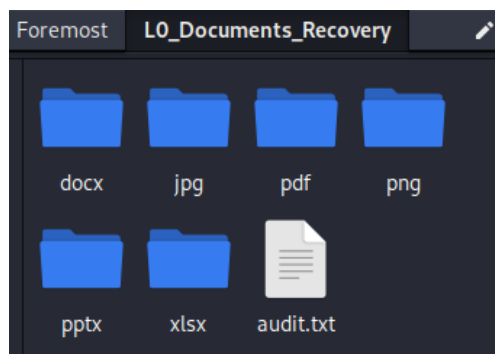 Foremost L0_Documents_Recovery
docx jpg pdf png
pptx xlsx audit.txt